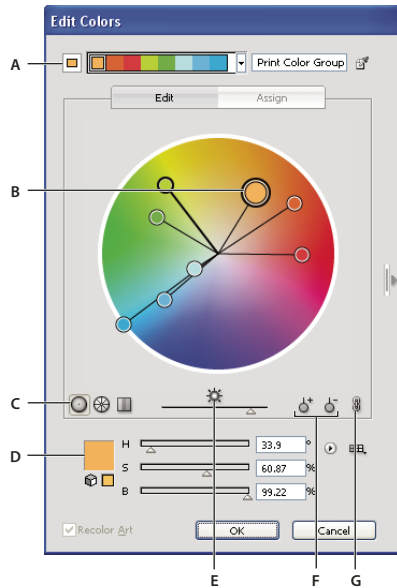 Edit Colors
A
Print Color Group
Edit Assign
B
C
D
H 33.9 °
S 60.87 %
B 99.22 %
Recolor Art OK Cancel
E F G